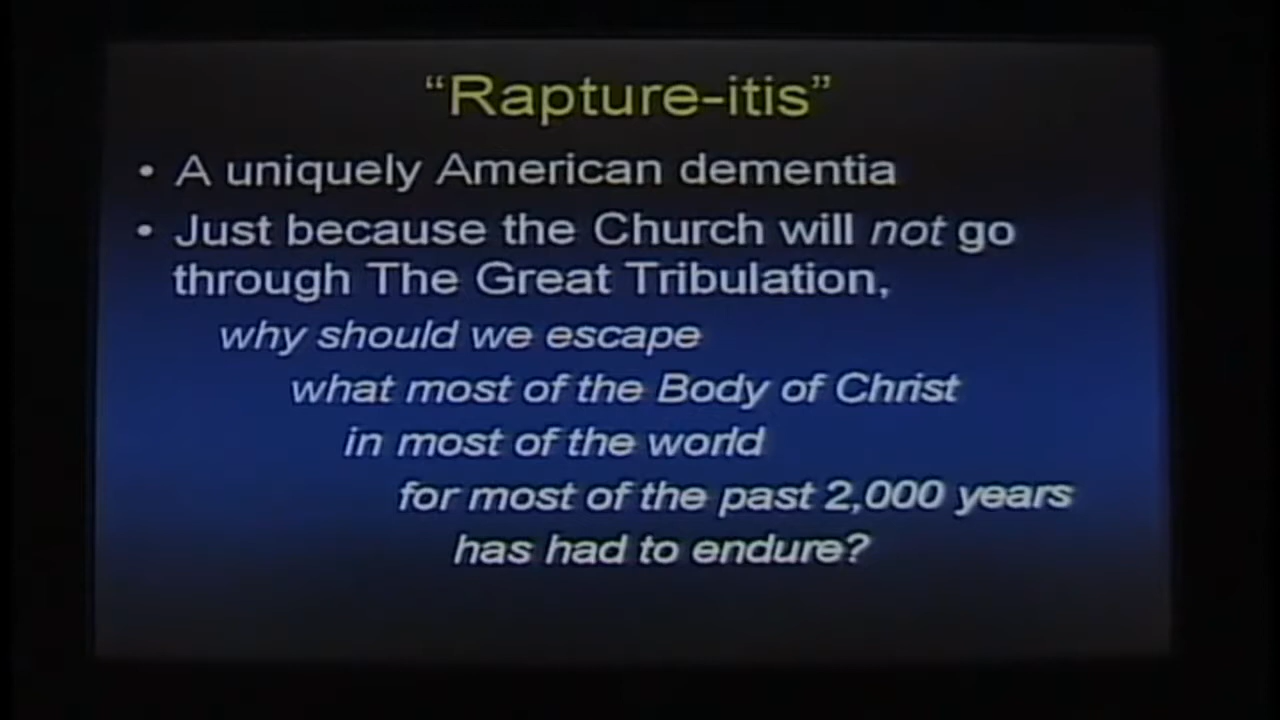 “Rapture-itis”
• A uniquely American dementia
• Just because the Church will not go
through The Great Tribulation,
why should we escape
what most of the Body of Christ
in most of the world
for most of the past 2,000 years
has had to endure?